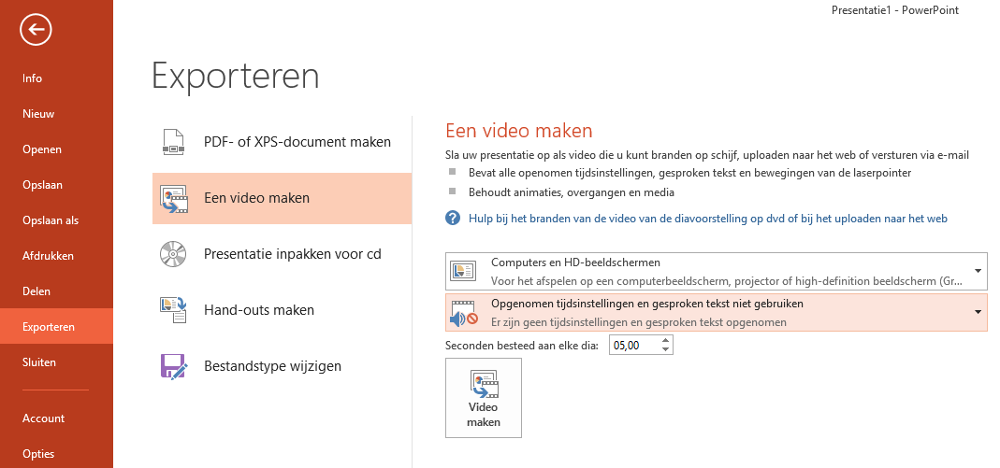 Presentatie1 - PowerPoint
Info
Nieuw
Openen
Opslaan
Opslaan als
Afdrukken
Delen
Exporteren
Sluiten
Account
Opties
Exporteren
PDF- of XPS-document maken
Een video maken
Presentatie inpakken voor cd
Hand-outs maken
Bestandstype wijzigen
Een video maken
Sla uw presentatie op als video die u kunt branden op schijf, uploaden naar het web of versturen via e-mail
Bevat alle openomen tijdsinstellingen, gesproken tekst en bewegingen van de laserpointer
Behoudt animaties, overgangen en media
Hulp bij het branden van de video van de diavoorstelling op dvd of bij het uploaden naar het web
Computers en HD-beeldschermen
Voor het afspelen op een computerbeeldscherm, projector of high-definition beeldscherm (Gr...
Opgenomen tijdsinstellingen en gesproken tekst niet gebruiken
Er zijn geen tijdsinstellingen en gesproken tekst opgenomen
Seconden besteed aan elke dia: 05,00
Video
maken